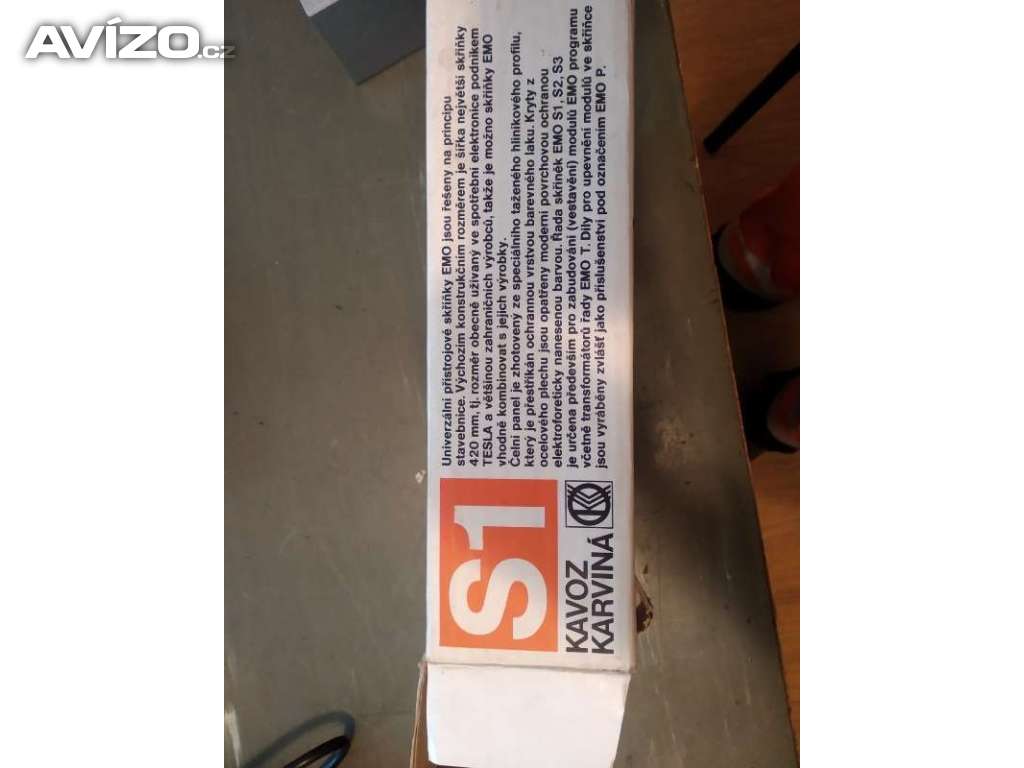 AVÍZO.cz
Univerzální přístrojové skříňky EMO jsou řešeny na principu
stavebnice. Výchozím konstrukčním rozměrem je šířka největší skříňky
420 mm, tj. rozměr obecně užívaný ve spotřební elektronice podnikem
TESLA a většinou zahraničních výrobců, takže je možno skříňky EMO
vhodně kombinovat s jejich výrobky.
Čelní panel je zhotovený ze speciálního taženého hliníkového profilu,
který je přestříkán ochrannou vrstvou barevného laku. Kryty z
ocelového plechu jsou opatřeny moderní povrchovou ochranou
elektroforeticky nanesenou barvou. Řada skříněk EMO S1, S2, S3
je určena především pro zabudování (vestavění) modulů EMO programu
včetně transformátorů řady EMO T. Díly pro upevnění modulů ve skříňce
jsou vyráběny zvlášť jako příslušenství pod označením EMO P.
S1
KAVOZ
KARVINÁ